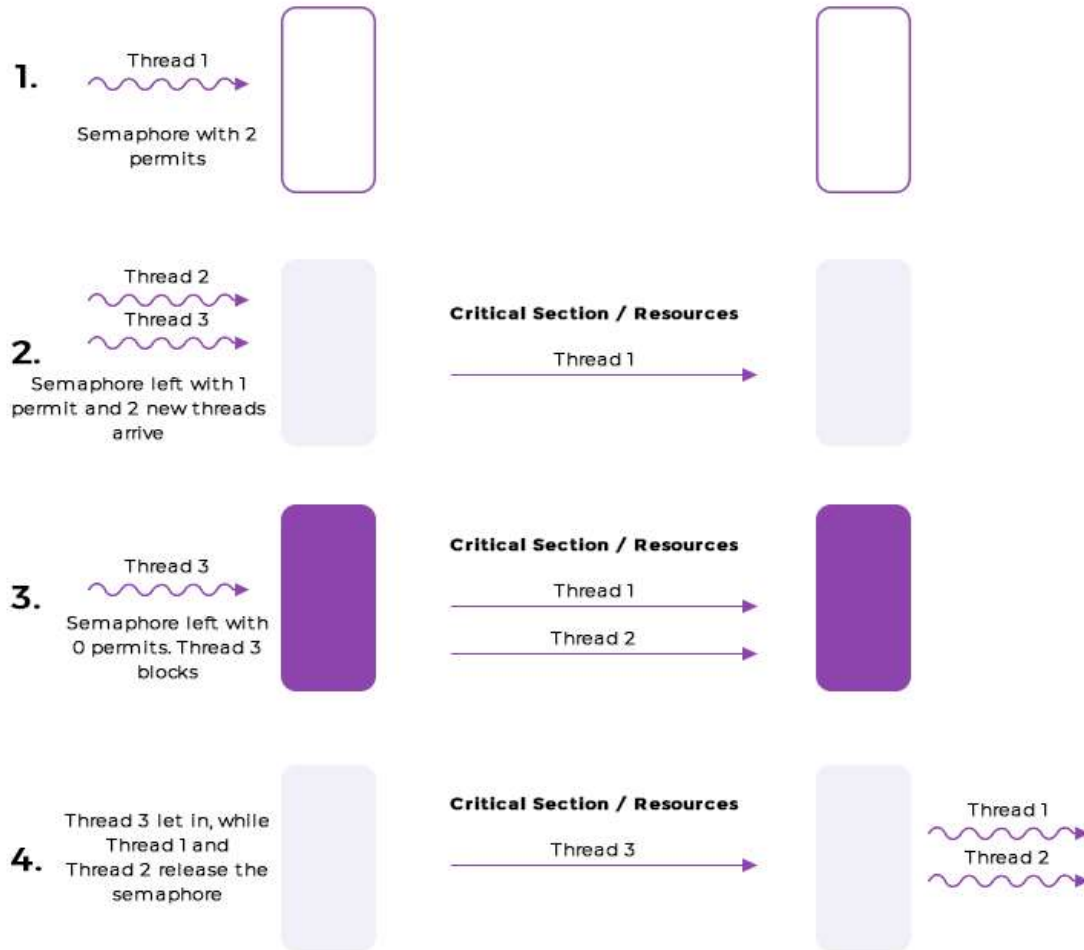 Thread 1
1.
Semaphore with 2
permits
Thread 2
Thread 3
2.
Semaphore left with 1
permit and 2 new threads
arrive
Critical Section / Resources
Thread 1
Thread 3
3.
Semaphore left with
0 permits. Thread 3
blocks
Critical Section / Resources
Thread 1
Thread 2
4.
Thread 3 let in, while
Thread 1 and
Thread 2 release the
semaphore
Critical Section / Resources
Thread 3
Thread 1
Thread 2